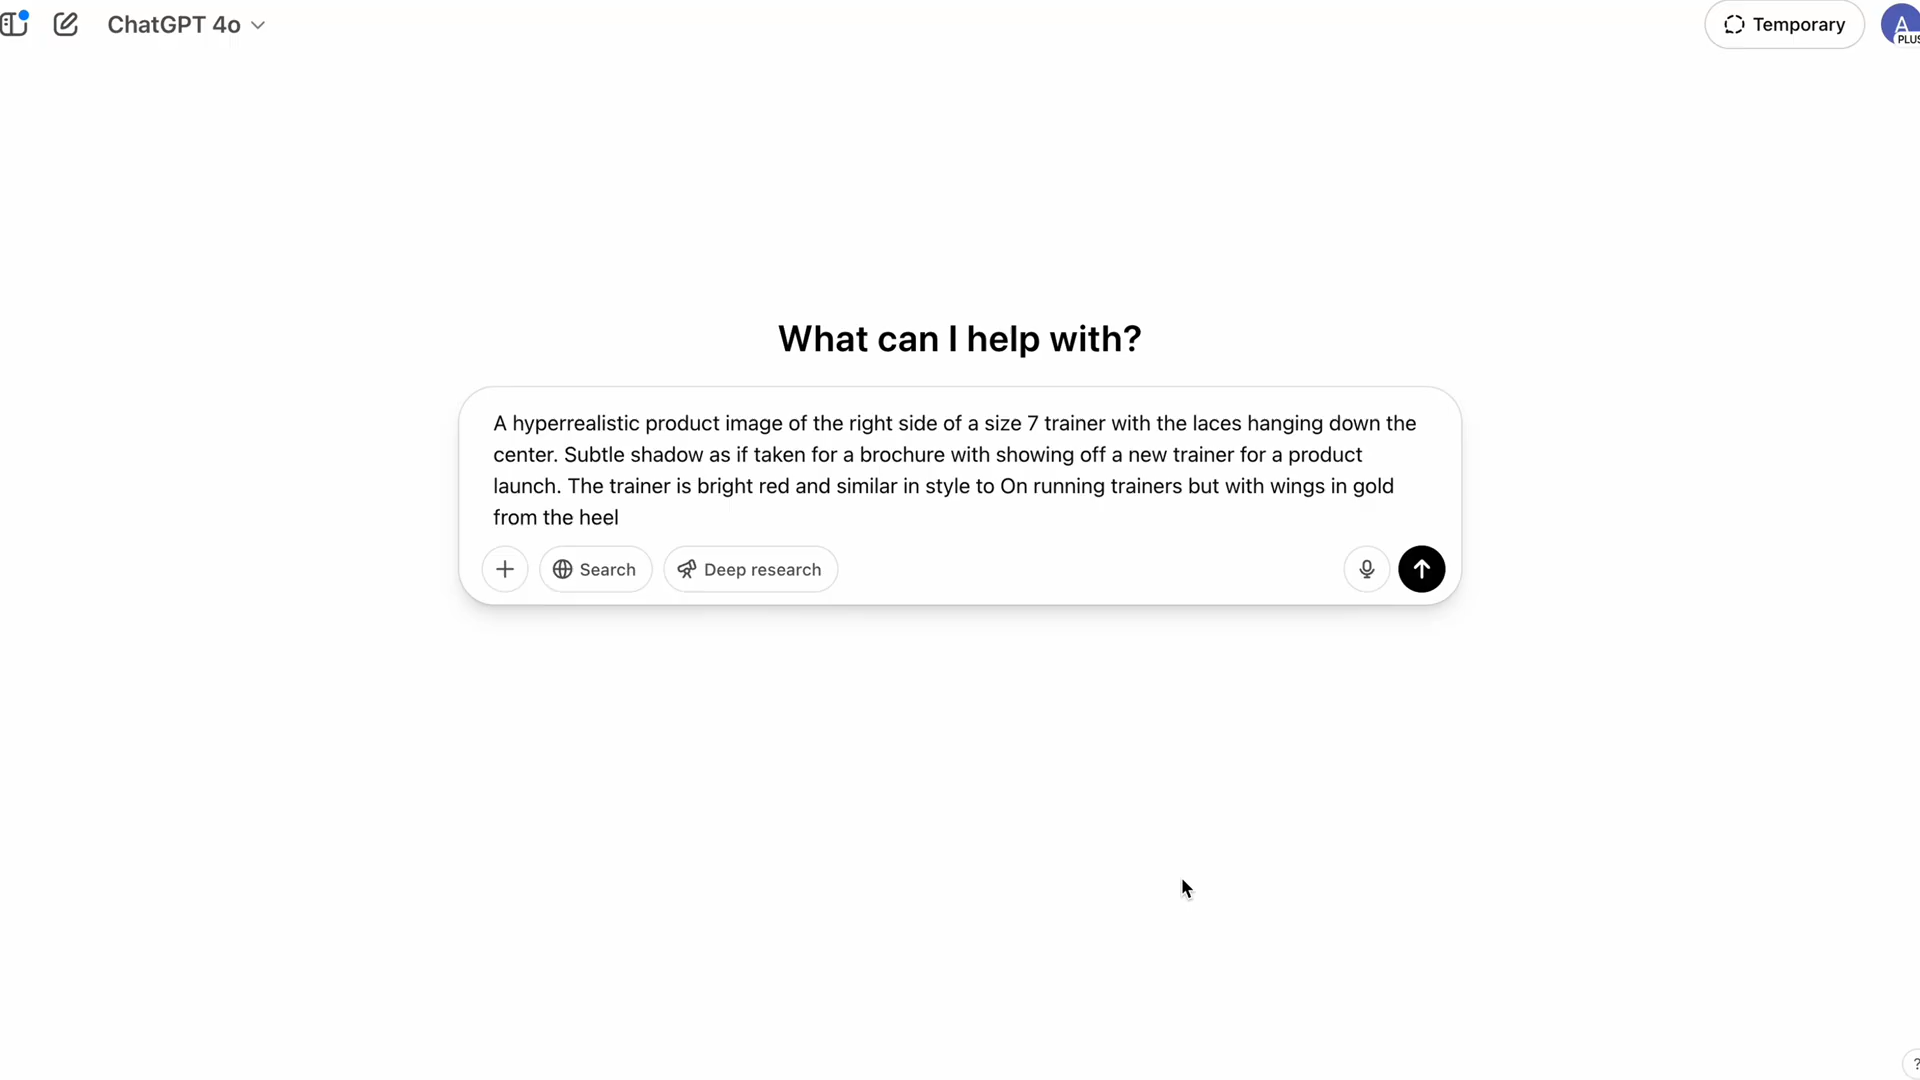 ChatGPT 4o
Temporary
A
PLUS
What can I help with?
A hyperrealistic product image of the right side of a size 7 trainer with the laces hanging down the
center. Subtle shadow as if taken for a brochure with showing off a new trainer for a product
launch. The trainer is bright red and similar in style to On running trainers but with wings in gold
from the heel
Search
Deep research
?